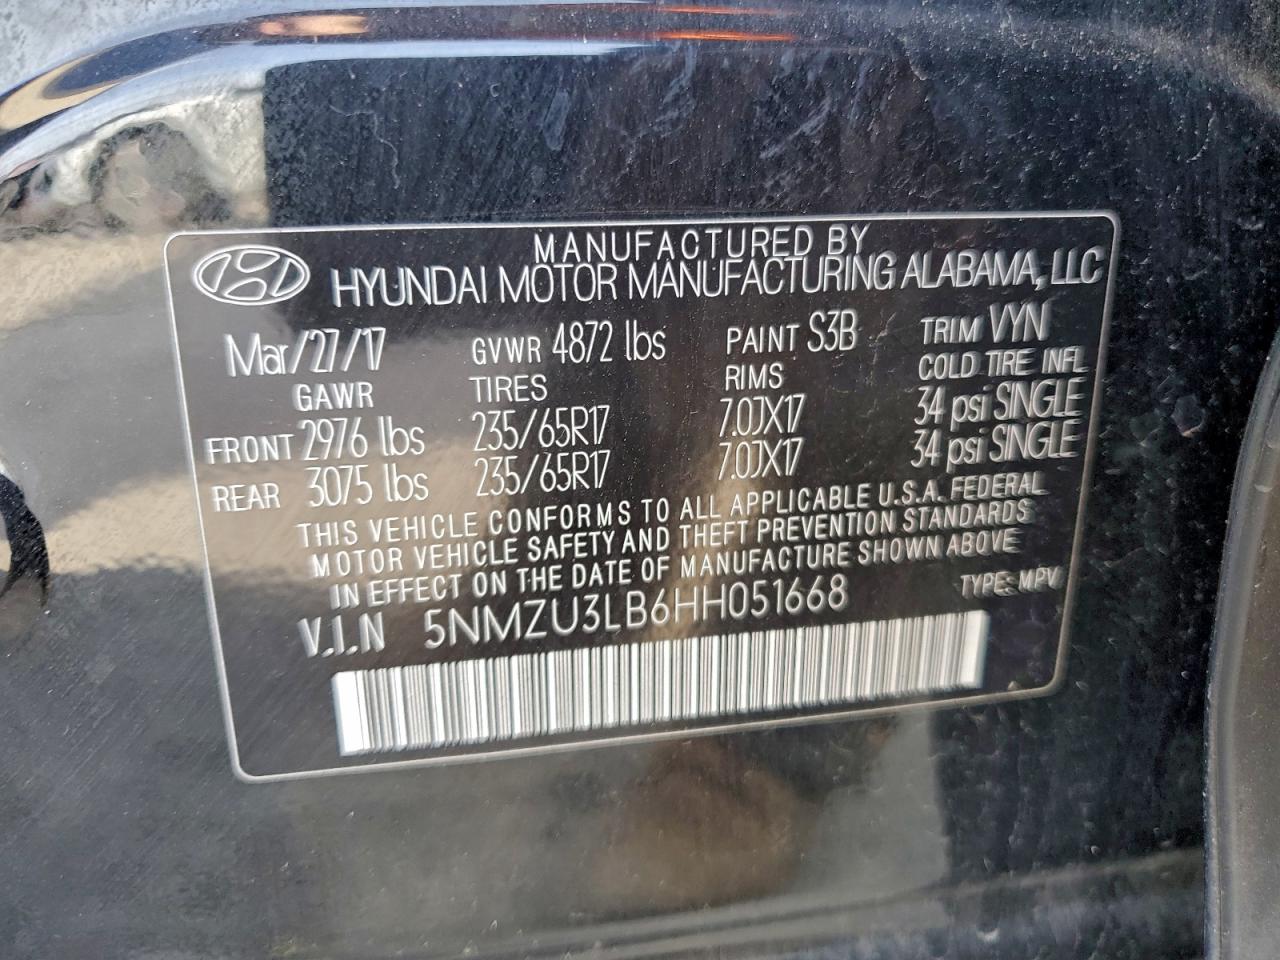 MANUFACTURED BY
HYUNDAI MOTOR MANUFACTURING ALABAMA, LLC
Mar/27/17 GVWR 4872 lbs PAINT S3B TRIM VYN
GAWR TIRES RIMS COLD TIRE INFL
FRONT 2976 lbs 235/65R17 7.0JX17 34 psi SINGLE
REAR 3075 lbs 235/65R17 7.0JX17 34 psi SINGLE
THIS VEHICLE CONFORMS TO ALL APPLICABLE U.S.A. FEDERAL
MOTOR VEHICLE SAFETY AND THEFT PREVENTION STANDARDS
IN EFFECT ON THE DATE OF MANUFACTURE SHOWN ABOVE
V.I.N 5NMZU3LB6HH051668 TYPE: MPV